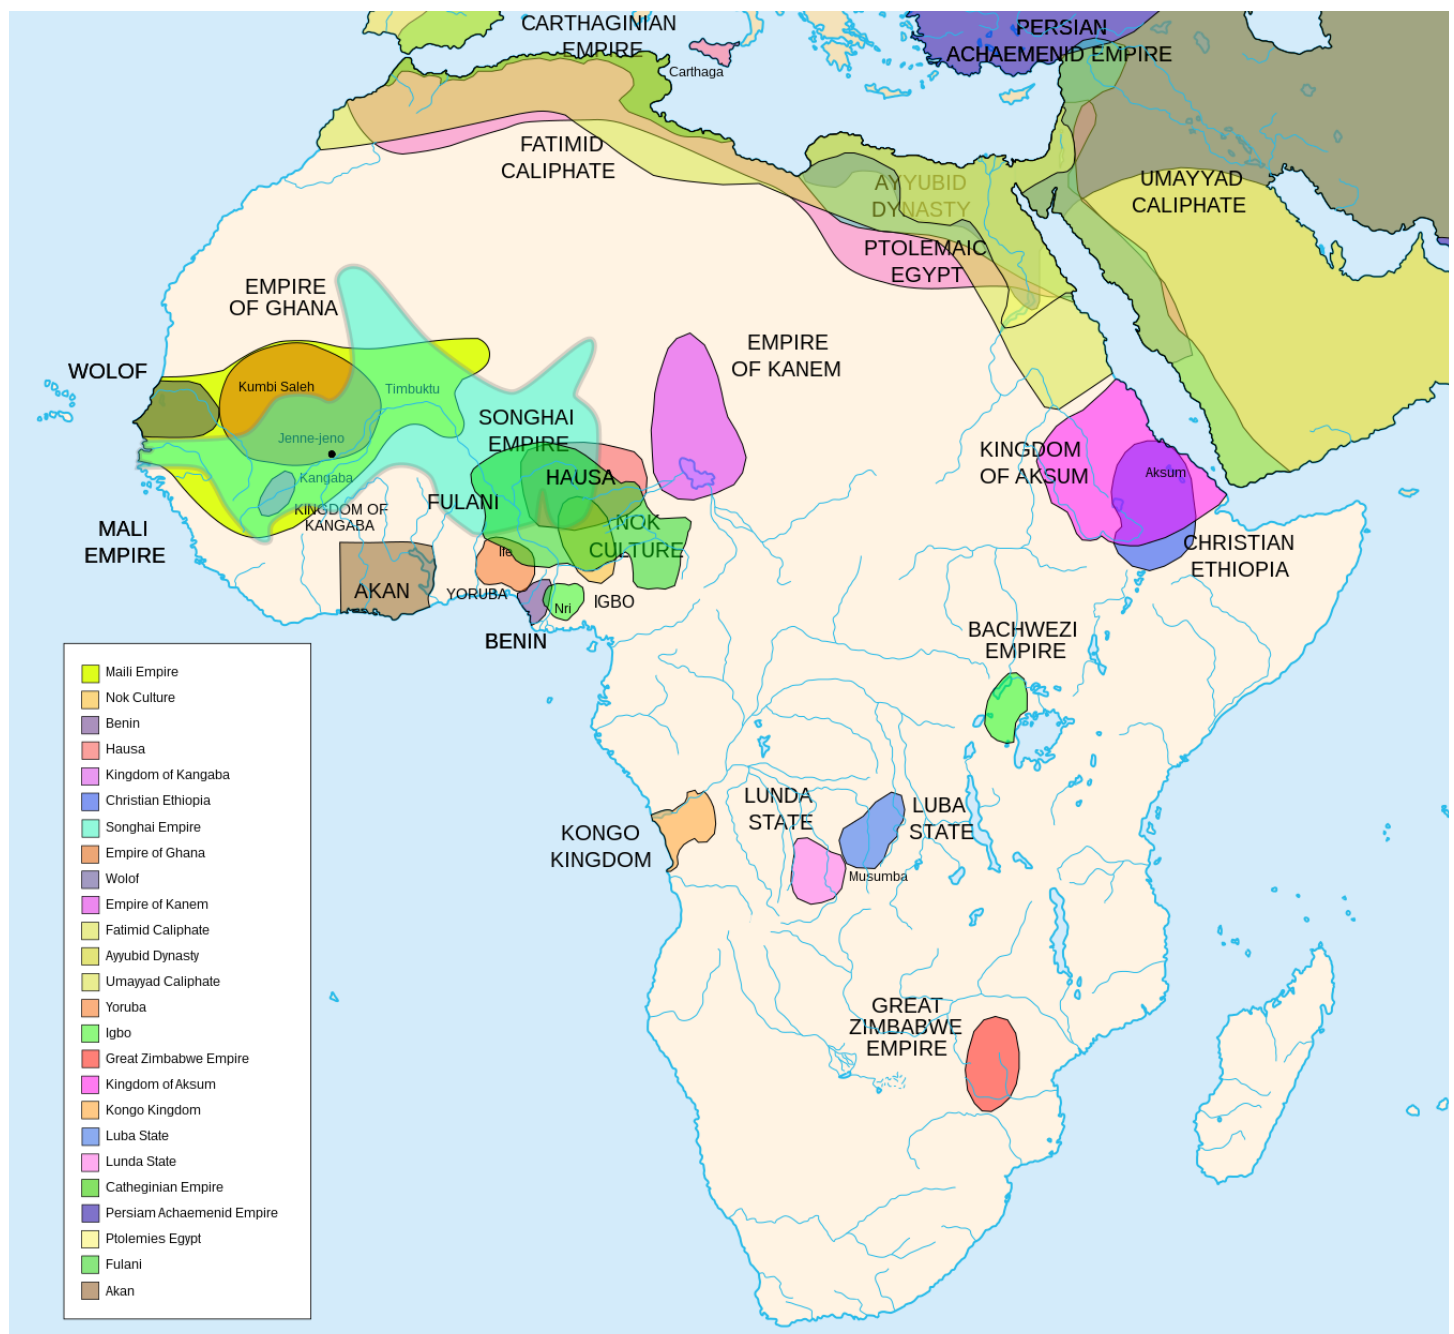 CARTHAGINIAN
EMPIRE
Carthaga
PERSIAN
ACHAEMENID EMPIRE
FATIMID
CALIPHATE
AYYUBID
DYNASTY
UMAYYAD
CALIPHATE
PTOLEMAIC
EGYPT
EMPIRE
OF GHANA
WOLOF
Kumbi Saleh
Timbuktu
EMPIRE
OF KANEM
SONGHAI
EMPIRE
Jenne-jeno
Kangaba
KINGDOM OF
KANGABA
HAUSA
FULANI
KINGDOM
OF AKSUM
Aksum
MALI
EMPIRE
NOK
CULTURE
CHRISTIAN
ETHIOPIA
Ife
AKAN
YORUBA
Nri
IGBO
BENIN
BACHWEZI
EMPIRE
LUNDA
STATE
LUBA
STATE
KONGO
KINGDOM
Musumba
GREAT
ZIMBABWE
EMPIRE
Maili Empire
Nok Culture
Benin
Hausa
Kingdom of Kangaba
Christian Ethiopia
Songhai Empire
Empire of Ghana
Wolof
Empire of Kanem
Fatimid Caliphate
Ayyubid Dynasty
Umayyad Caliphate
Yoruba
Igbo
Great Zimbabwe Empire
Kingdom of Aksum
Kongo Kingdom
Luba State
Lunda State
Catheginian Empire
Persiam Achaemenid Empire
Ptolemies Egypt
Fulani
Akan